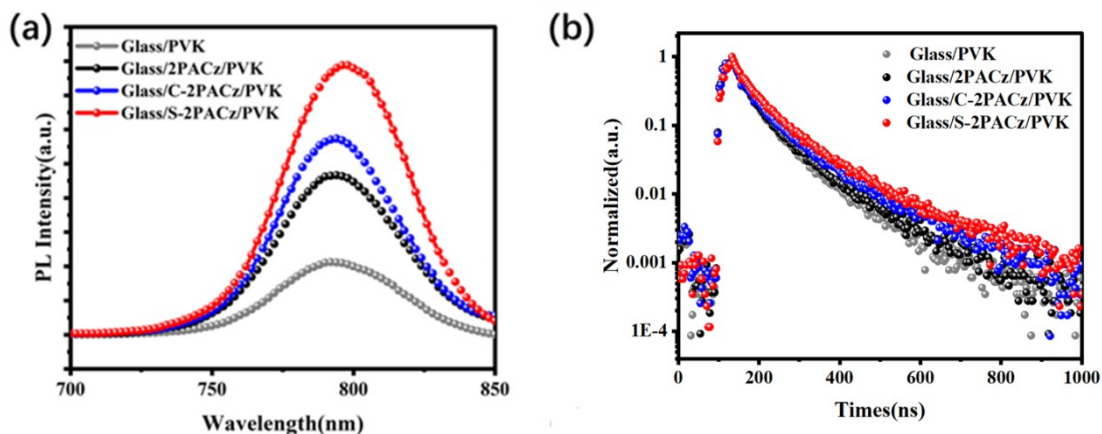 (a)
Glass/PVK
Glass/2PACz/PVK
Glass/C-2PACz/PVK
Glass/S-2PACz/PVK
PL Intensity(a.u.)
700
750
800
850
Wavelength(nm)
(b)
Glass/PVK
Glass/2PACz/PVK
Glass/C-2PACz/PVK
Glass/S-2PACz/PVK
Normalized(a.u.)
1
0.1
0.01
0.001
1E-4
0
200
400
600
800
1000
Times(ns)